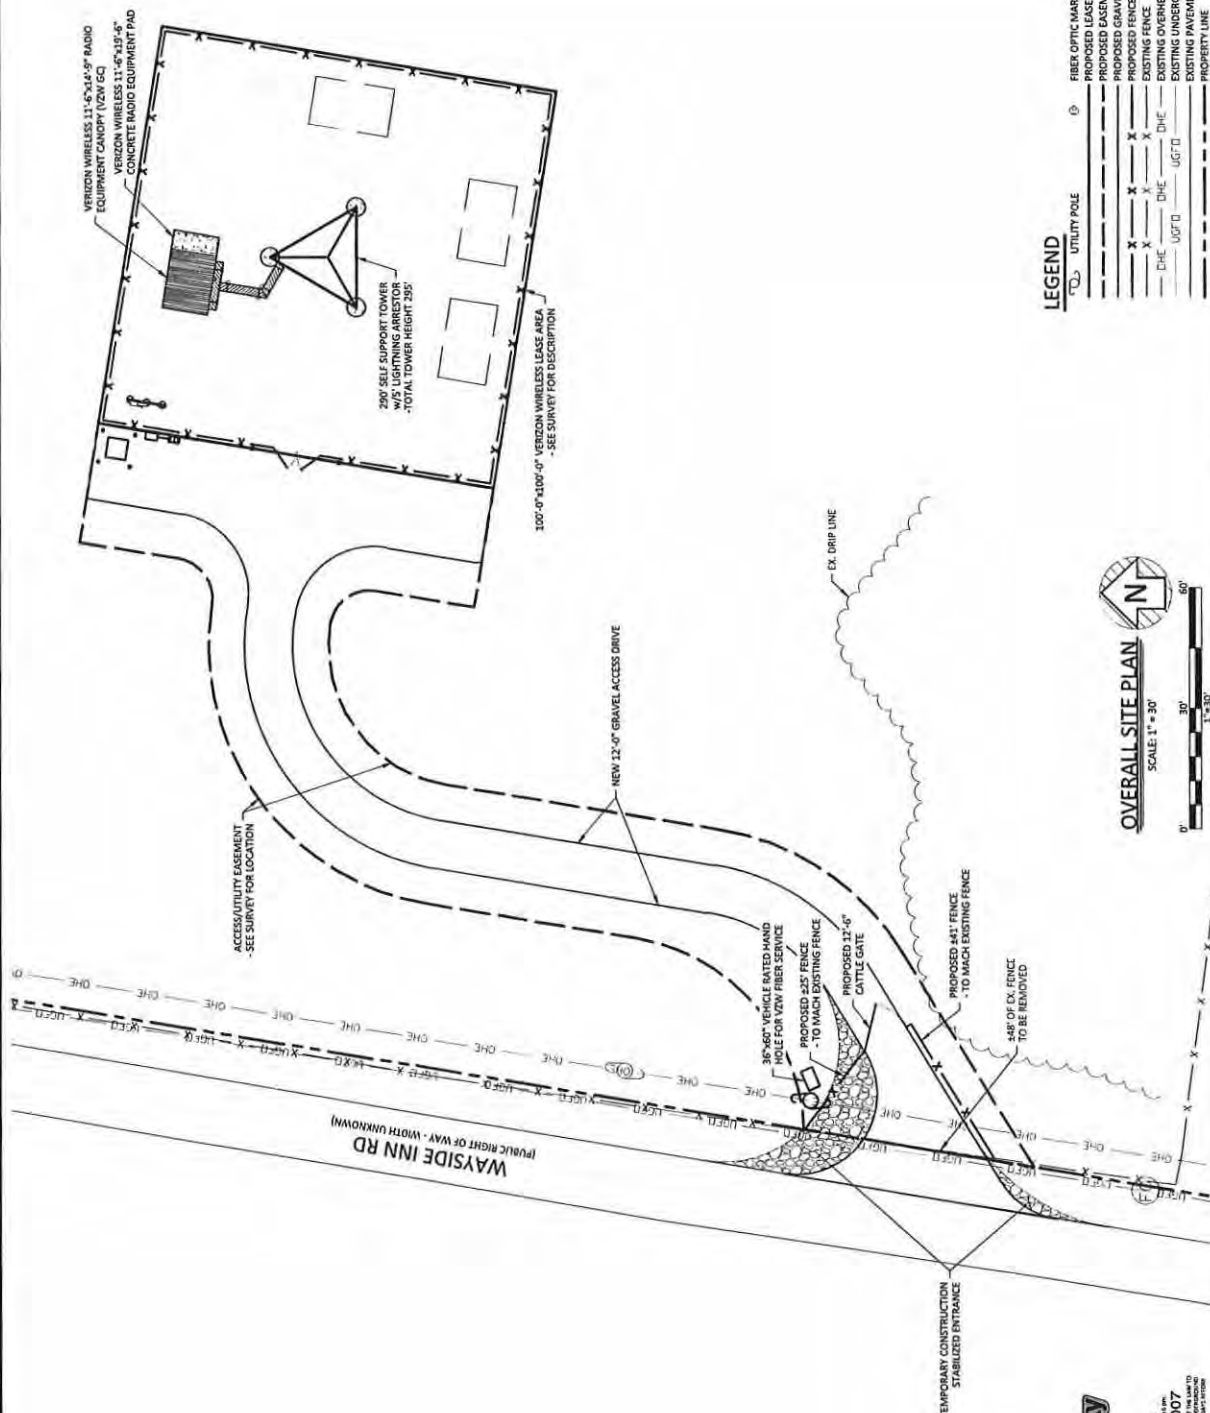 VERIZON WIRELESS 11'-6"x14'-9" RADIO
EQUIPMENT CANOPY (VZW GC)
VERIZON WIRELESS 11'-6"x19'-6"
CONCRETE RADIO EQUIPMENT PAD
290' SELF SUPPORT TOWER
w/5' LIGHTNING ARRESTOR
-TOTAL TOWER HEIGHT 295'
100'-0"x100'-0" VERIZON WIRELESS LEASE AREA
- SEE SURVEY FOR DESCRIPTION
EX. DRIP LINE
NEW 12'-0" GRAVEL ACCESS DRIVE
ACCESS/UTILITY EASEMENT
- SEE SURVEY FOR LOCATION
36"x60" VEHICLE RATED HAND
HOLE FOR VZW FIBER SERVICE
PROPOSED ±25' FENCE
- TO MACH EXISTING FENCE
PROPOSED 12'-6"
CATTLE GATE
PROPOSED ±41' FENCE
- TO MACH EXISTING FENCE
±48' OF EX. FENCE
TO BE REMOVED
WAYSIDE INN RD
(PUBLIC RIGHT OF WAY - WIDTH UNKNOWN)
TEMPORARY CONSTRUCTION
STABILIZED ENTRANCE
LEGEND
UTILITY POLE
FIBER OPTIC MAR
PROPOSED LEASE
PROPOSED EASEM
PROPOSED GRAV
PROPOSED FENCE
EXISTING FENCE
OHE OHE OHE EXISTING OVERHE
UGFO UGFO EXISTING UNDERG
EXISTING PAVEME
PROPERTY LINE
N
OVERALL SITE PLAN
SCALE: 1" = 30'
0' 30' 60'
1"=30'